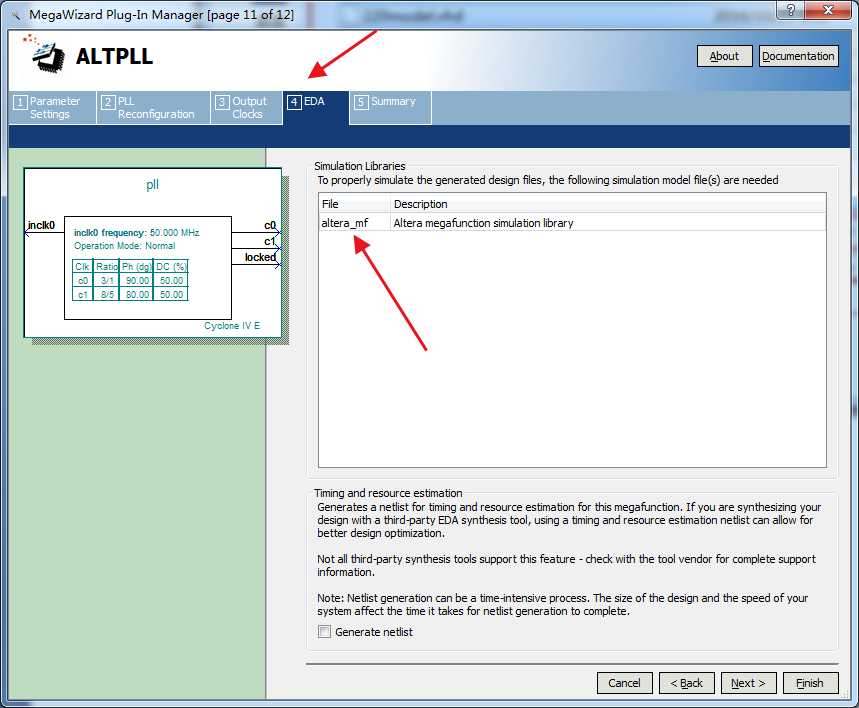 MegaWizard Plug-In Manager [page 11 of 12]
?
ALTPLL
About
Documentation
1 Parameter
Settings
2 PLL
Reconfiguration
3 Output
Clocks
4 EDA
5 Summary
pll
inclk0
inclk0 frequency: 50.000 MHz
Operation Mode: Normal
Clk Ratio Ph (dg) DC (%)
c0 3/1 90.00 50.00
c1 8/5 80.00 50.00
c0
c1
locked
Cyclone IV E
Simulation Libraries
To properly simulate the generated design files, the following simulation model file(s) are needed
File Description
altera_mf Altera megafunction simulation library
Timing and resource estimation
Generates a netlist for timing and resource estimation for this megafunction. If you are synthesizing your
design with a third-party EDA synthesis tool, using a timing and resource estimation netlist can allow for
better design optimization.
Not all third-party synthesis tools support this feature - check with the tool vendor for complete support
information.
Note: Netlist generation can be a time-intensive process. The size of the design and the speed of your
system affect the time it takes for netlist generation to complete.
Generate netlist
Cancel
< Back
Next >
Finish